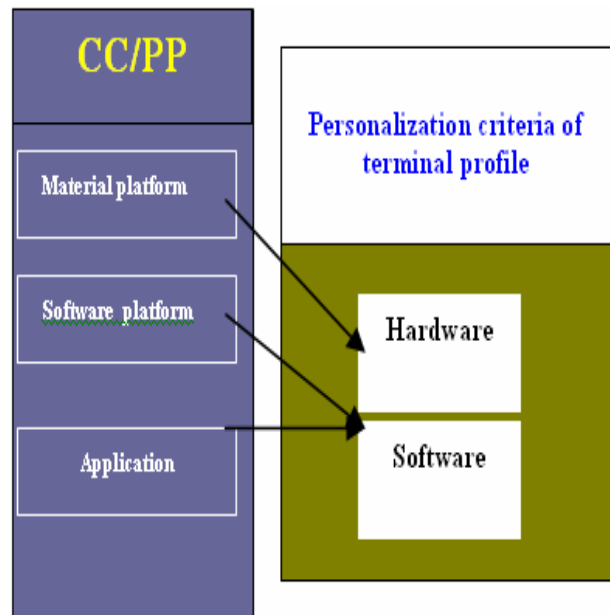 CC/PP
Personalization criteria of
terminal profile
Material platform
Software platform
Application
Hardware
Software